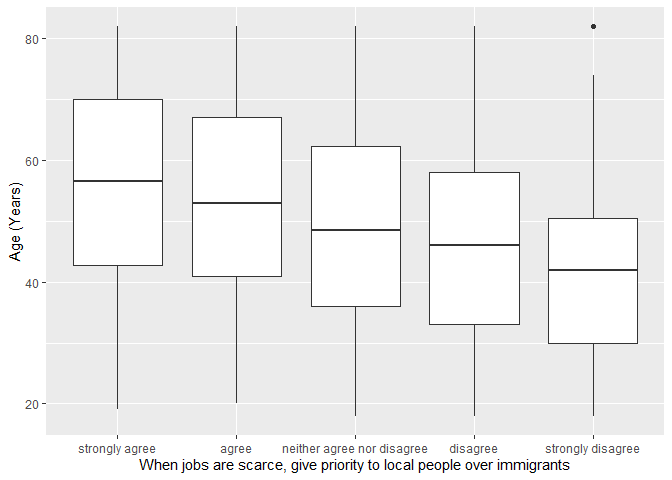 80
60
40
20
Age (Years)
strongly agree
agree
neither agree nor disagree
disagree
strongly disagree
When jobs are scarce, give priority to local people over immigrants